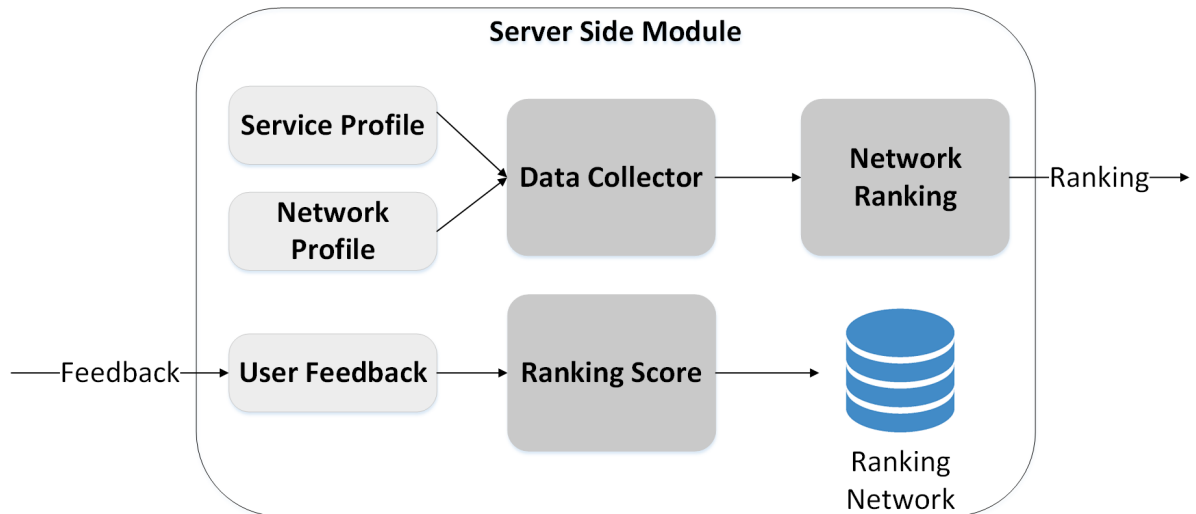 Server Side Module
Service Profile
Network
Profile
Data Collector
Network
Ranking
Ranking
Feedback
User Feedback
Ranking Score
Ranking
Network